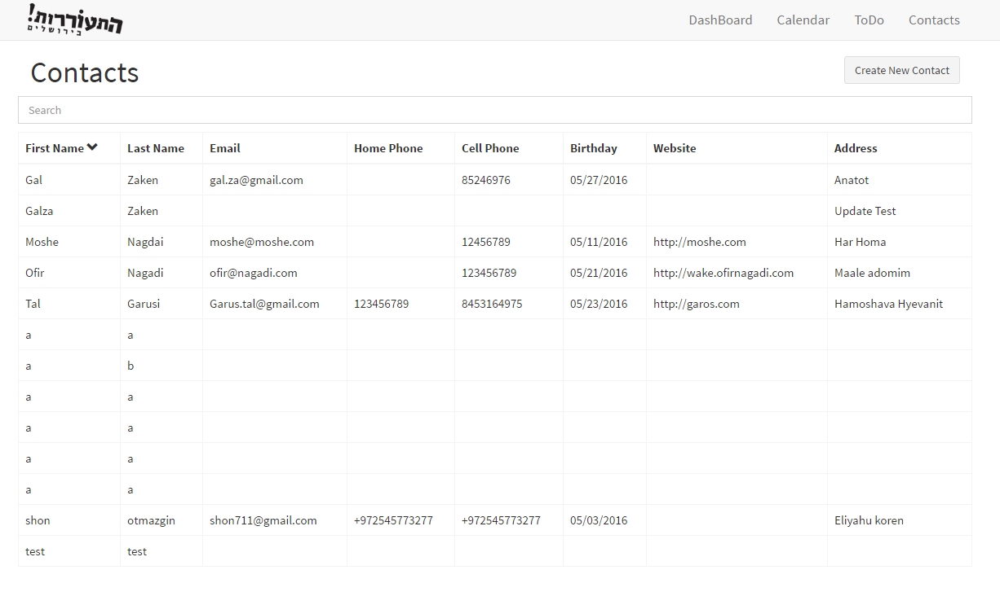 התעוררות!
בירושלים
DashBoard Calendar ToDo Contacts
Contacts
Create New Contact
Search
First Name Last Name Email Home Phone Cell Phone Birthday Website Address
Gal Zaken gal.za@gmail.com 85246976 05/27/2016 Anatot
Galza Zaken Update Test
Moshe Nagdai moshe@moshe.com 12456789 05/11/2016 http://moshe.com Har Homa
Ofir Nagadi ofir@nagadi.com 123456789 05/21/2016 http://wake.ofirnagadi.com Maale adomim
Tal Garusi Garus.tal@gmail.com 123456789 8453164975 05/23/2016 http://garos.com Hamoshava Hyevanit
a a
a b
a a
a a
a a
a a
shon otmazgin shon711@gmail.com +972545773277 +972545773277 05/03/2016 Eliyahu koren
test test